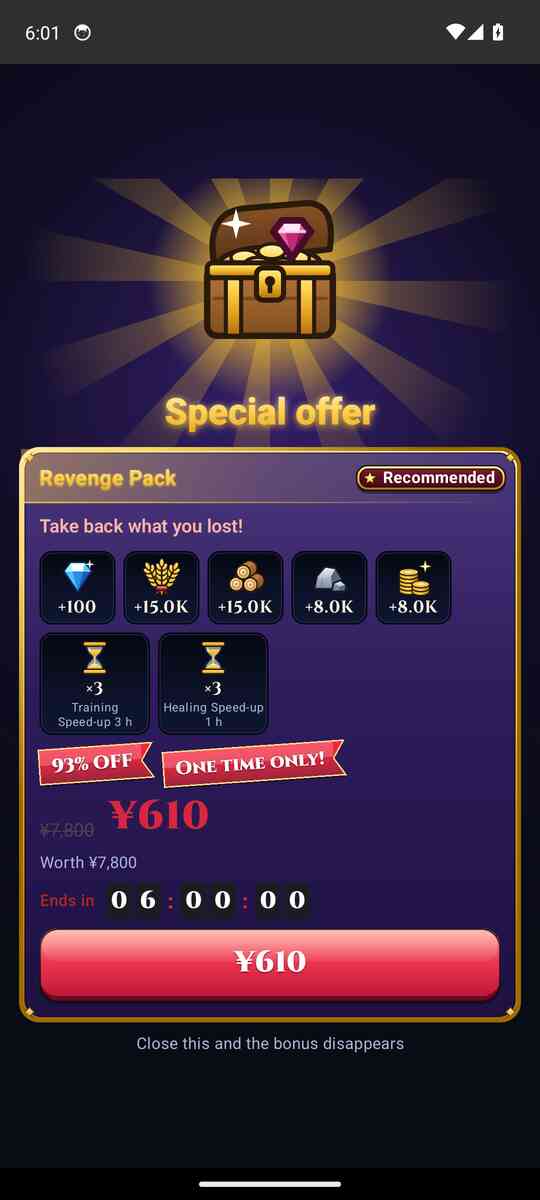 6:01
Special offer
Revenge Pack
★ Recommended
Take back what you lost!
+100 +15.0K +15.0K +8.0K +8.0K
×3 ×3
Training Healing Speed-up
Speed-up 3 h 1 h
93% OFF ONE TIME ONLY!
¥7,800 ¥610
Worth ¥7,800
Ends in 06:00:00
¥610
Close this and the bonus disappears